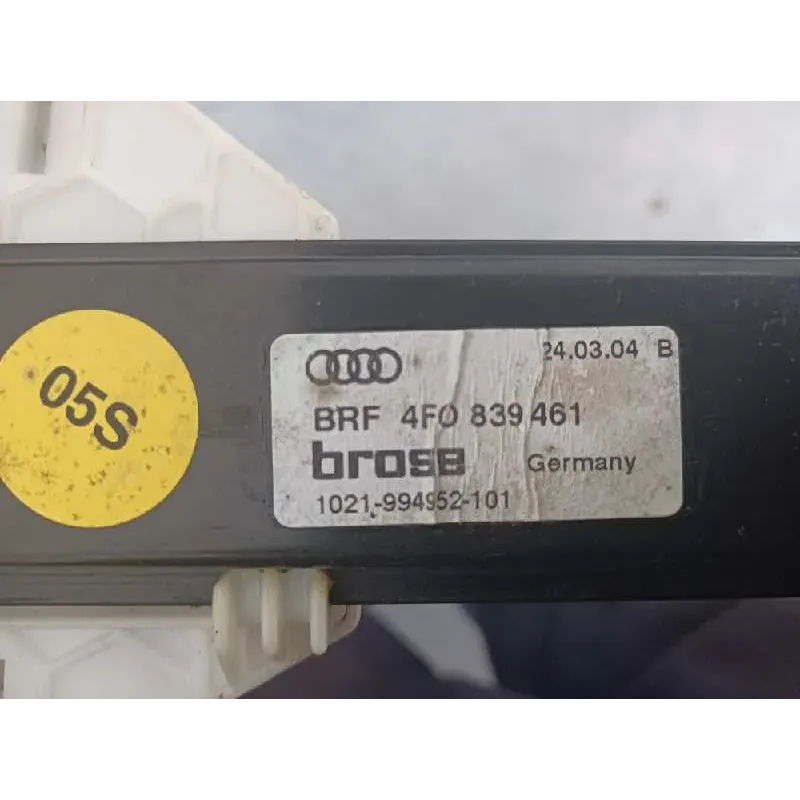 05S
24.03.04 B
BRF 4F0 839 461
brose Germany
1021-994952-101